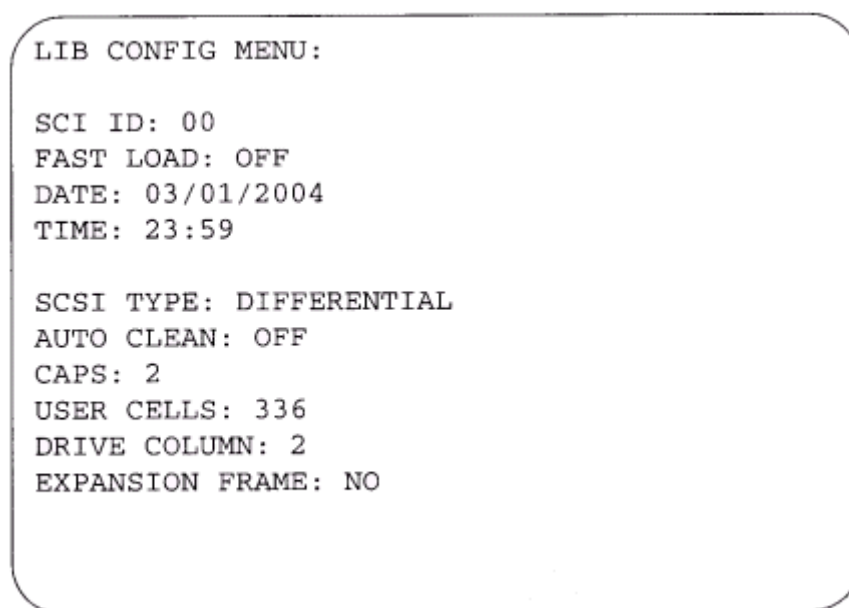 LIB CONFIG MENU:
SCI ID: 00
FAST LOAD: OFF
DATE: 03/01/2004
TIME: 23:59
SCSI TYPE: DIFFERENTIAL
AUTO CLEAN: OFF
CAPS: 2
USER CELLS: 336
DRIVE COLUMN: 2
EXPANSION FRAME: NO